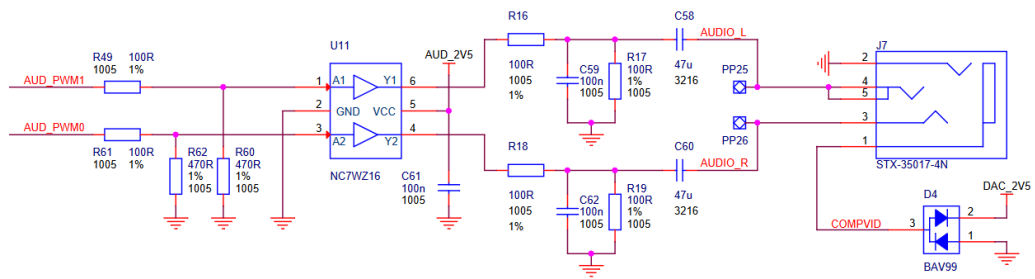 C58
R16
AUDIO_L
J7
U11
R49
100R
1005
1%
AUD_2V5
AUD_PWM1
1
A1
Y1
6
2
GND
VCC
5
3
A2
Y2
4
NC7WZ16
AUD_PWM0
R61
1005
100R
1%
R62
470R
1%
1005
R60
470R
1%
1005
C61
100n
1005
100R
1005
1%
C59
100n
1005
R17
100R
1%
1005
47u
3216
PP25
PP26
2
4
5
3
1
STX-35017-4N
R18
100R
1005
1%
C60
AUDIO_R
47u
3216
C62
100n
1005
R19
100R
1%
1005
COMPVID
D4
3
2
1
BAV99
DAC_2V5